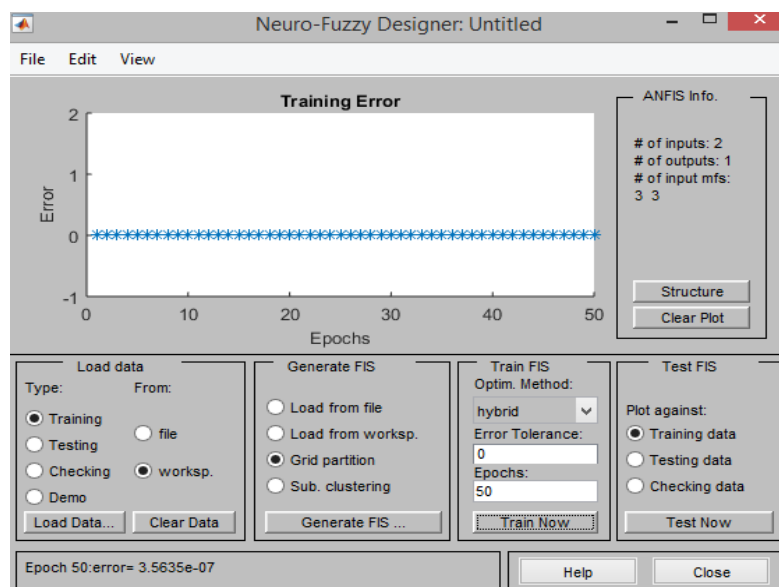 Neuro-Fuzzy Designer: Untitled
File Edit View
Training Error
2
1
0
-1
Error
0 10 20 30 40 50
Epochs
ANFIS Info.
# of inputs: 2
# of outputs: 1
# of input mfs:
3 3
Structure
Clear Plot
Load data
Type: From:
Training
Testing
Checking
Demo
file
worksp.
Load Data... Clear Data
Generate FIS
Load from file
Load from worksp.
Grid partition
Sub. clustering
Generate FIS ...
Train FIS
Optim. Method:
hybrid
Error Tolerance:
0
Epochs:
50
Train Now
Test FIS
Plot against:
Training data
Testing data
Checking data
Test Now
Epoch 50:error= 3.5635e-07
Help Close